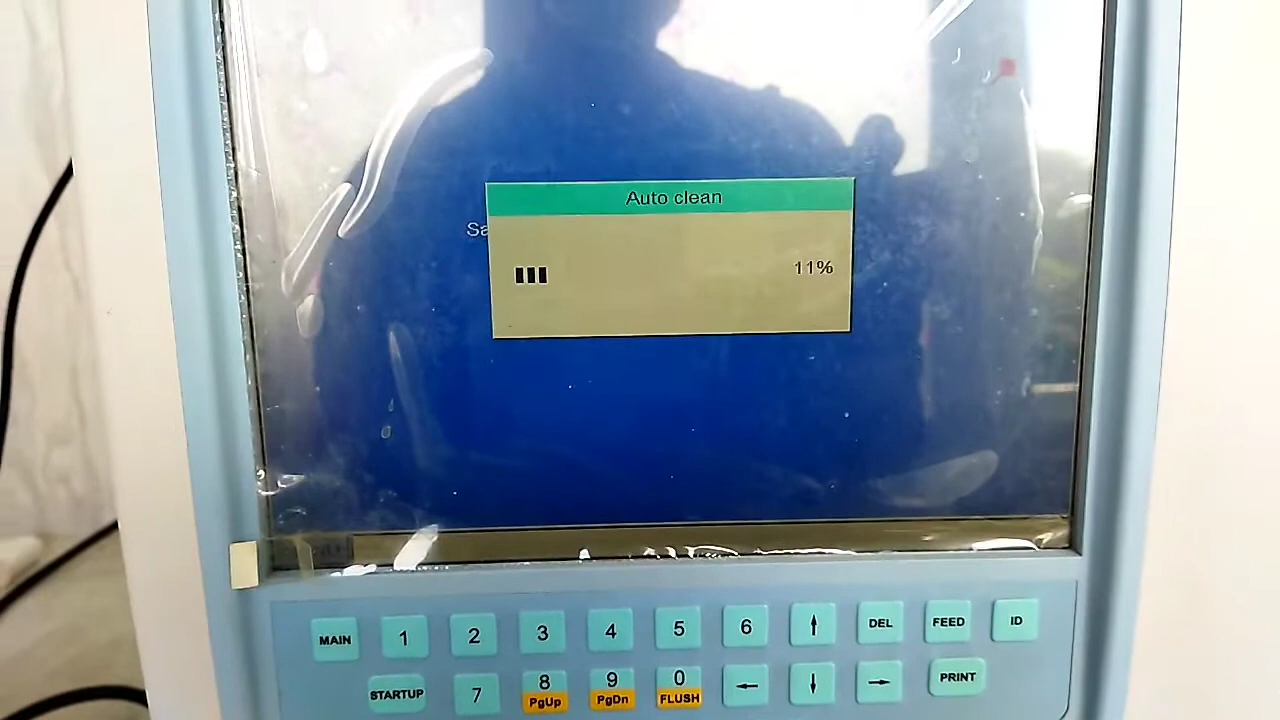 Auto clean
Sa
11%
MAIN 1 2 3 4 5 6 ↑ DEL FEED ID
STARTUP 7 8 9 0 ← ↓ → PRINT
PgUp PgDn FLUSH